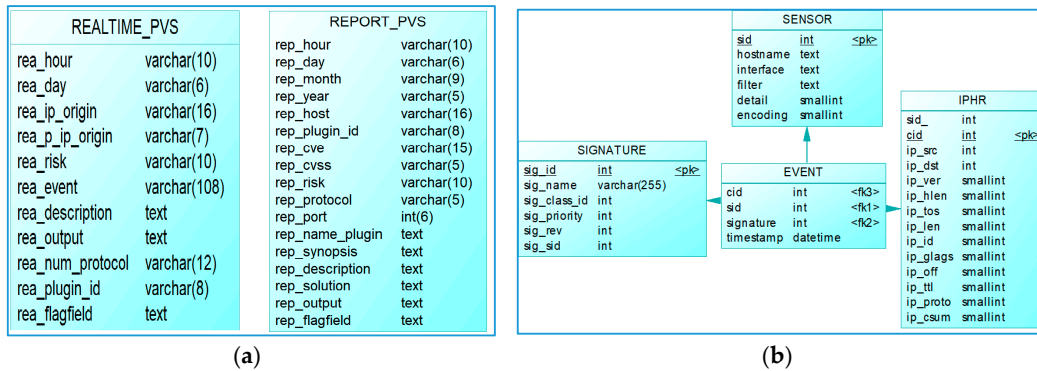 REALTIME_PVS
rea_hour varchar(10)
rea_day varchar(6)
rea_ip_origin varchar(16)
rea_p_ip_origin varchar(7)
rea_risk varchar(10)
rea_event varchar(108)
rea_description text
rea_output text
rea_num_protocol varchar(12)
rea_plugin_id varchar(8)
rea_flagfield text
REPORT_PVS
rep_hour varchar(10)
rep_day varchar(6)
rep_month varchar(9)
rep_year varchar(5)
rep_host varchar(16)
rep_plugin_id varchar(8)
rep_cve varchar(15)
rep_cvss varchar(5)
rep_risk varchar(10)
rep_protocol varchar(5)
rep_port int(6)
rep_name_plugin text
rep_synopsis text
rep_description text
rep_solution text
rep_output text
rep_flagfield text
(a)
SENSOR
sid int <pk>
hostname text
interface text
filter text
detail smallint
encoding smallint
SIGNATURE
sig_id int <pk>
sig_name varchar(255)
sig_class_id int
sig_priority int
sig_rev int
sig_sid int
EVENT
cid int <fk3>
sid int <fk1>
signature int <fk2>
timestamp datetime
IPHR
sid_ int
cid int <pk>
ip_src int
ip_dst int
ip_ver smallint
ip_hlen smallint
ip_tos smallint
ip_len smallint
ip_id smallint
ip_glags smallint
ip_off smallint
ip_ttl smallint
ip_proto smallint
ip_csum smallint
(b)